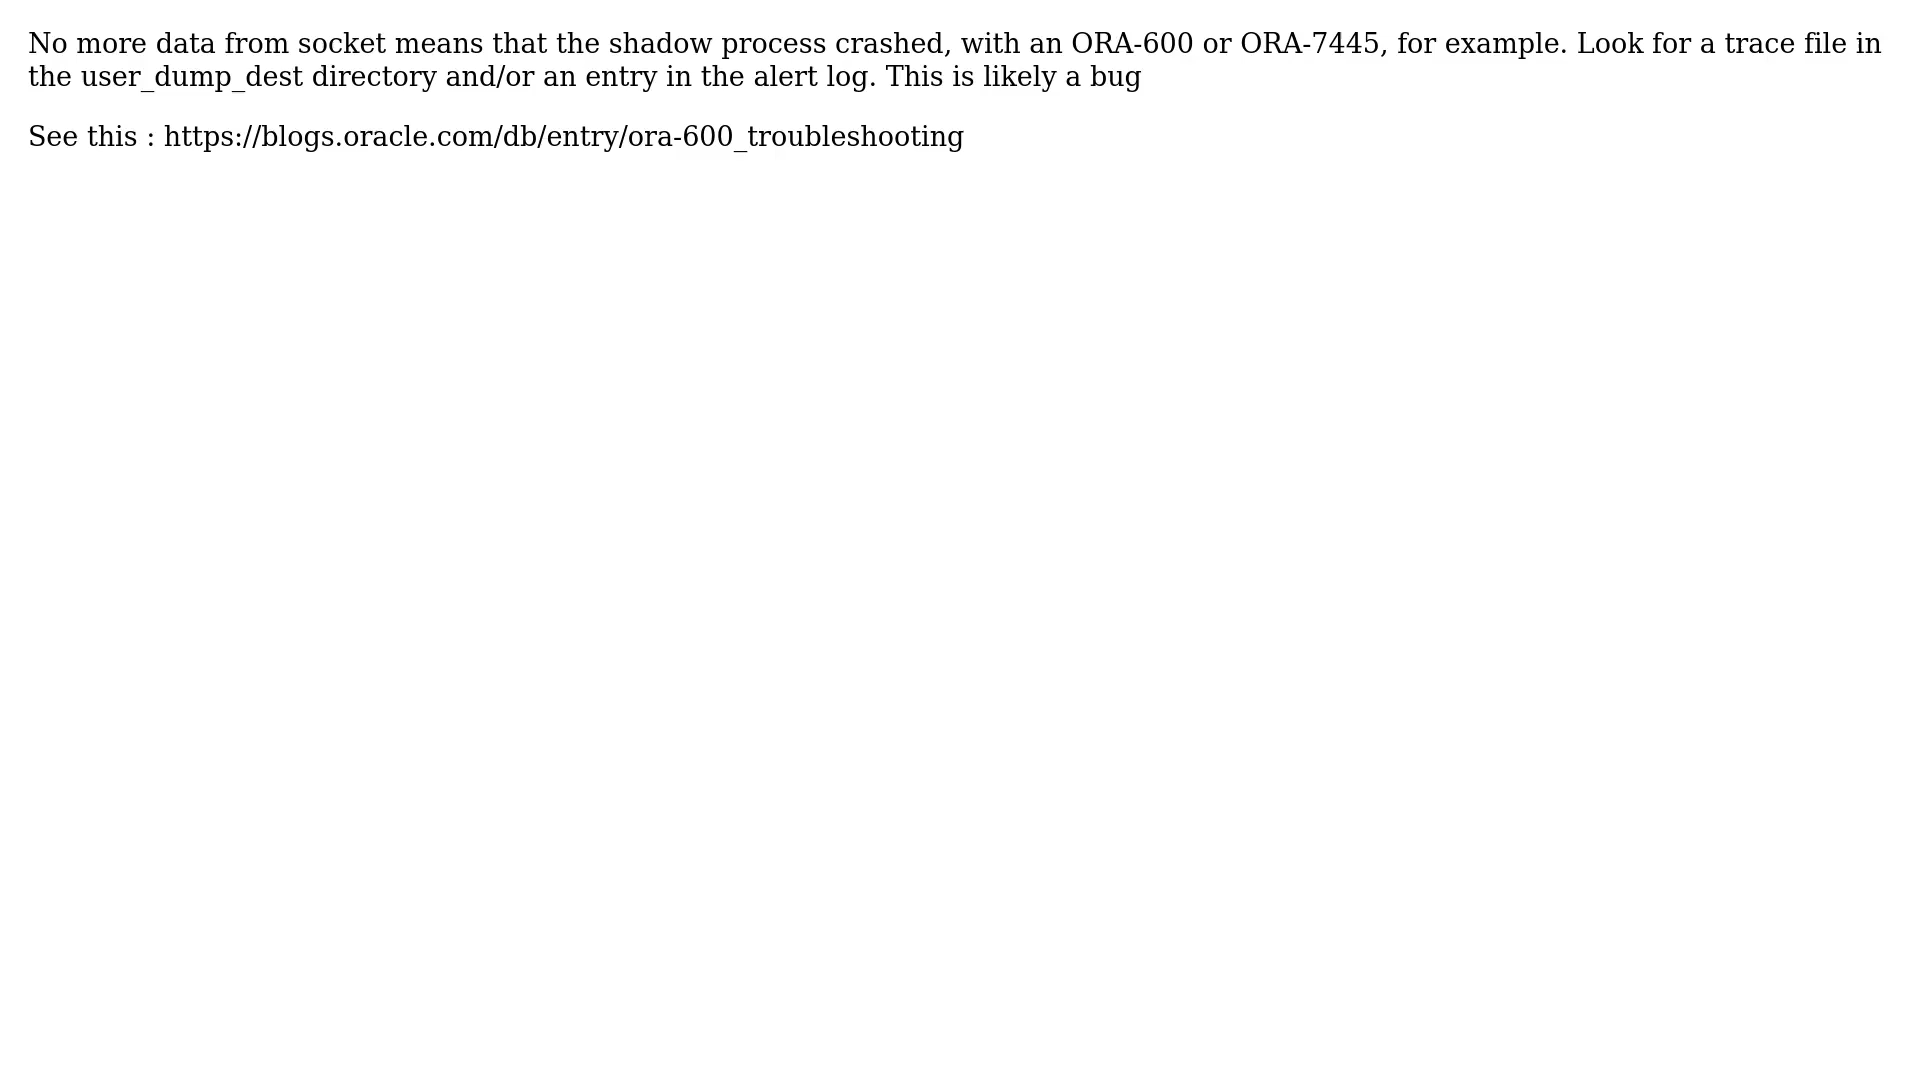 No more data from socket means that the shadow process crashed, with an ORA-600 or ORA-7445, for example. Look for a trace file in
the user_dump_dest directory and/or an entry in the alert log. This is likely a bug
See this : https://blogs.oracle.com/db/entry/ora-600_troubleshooting